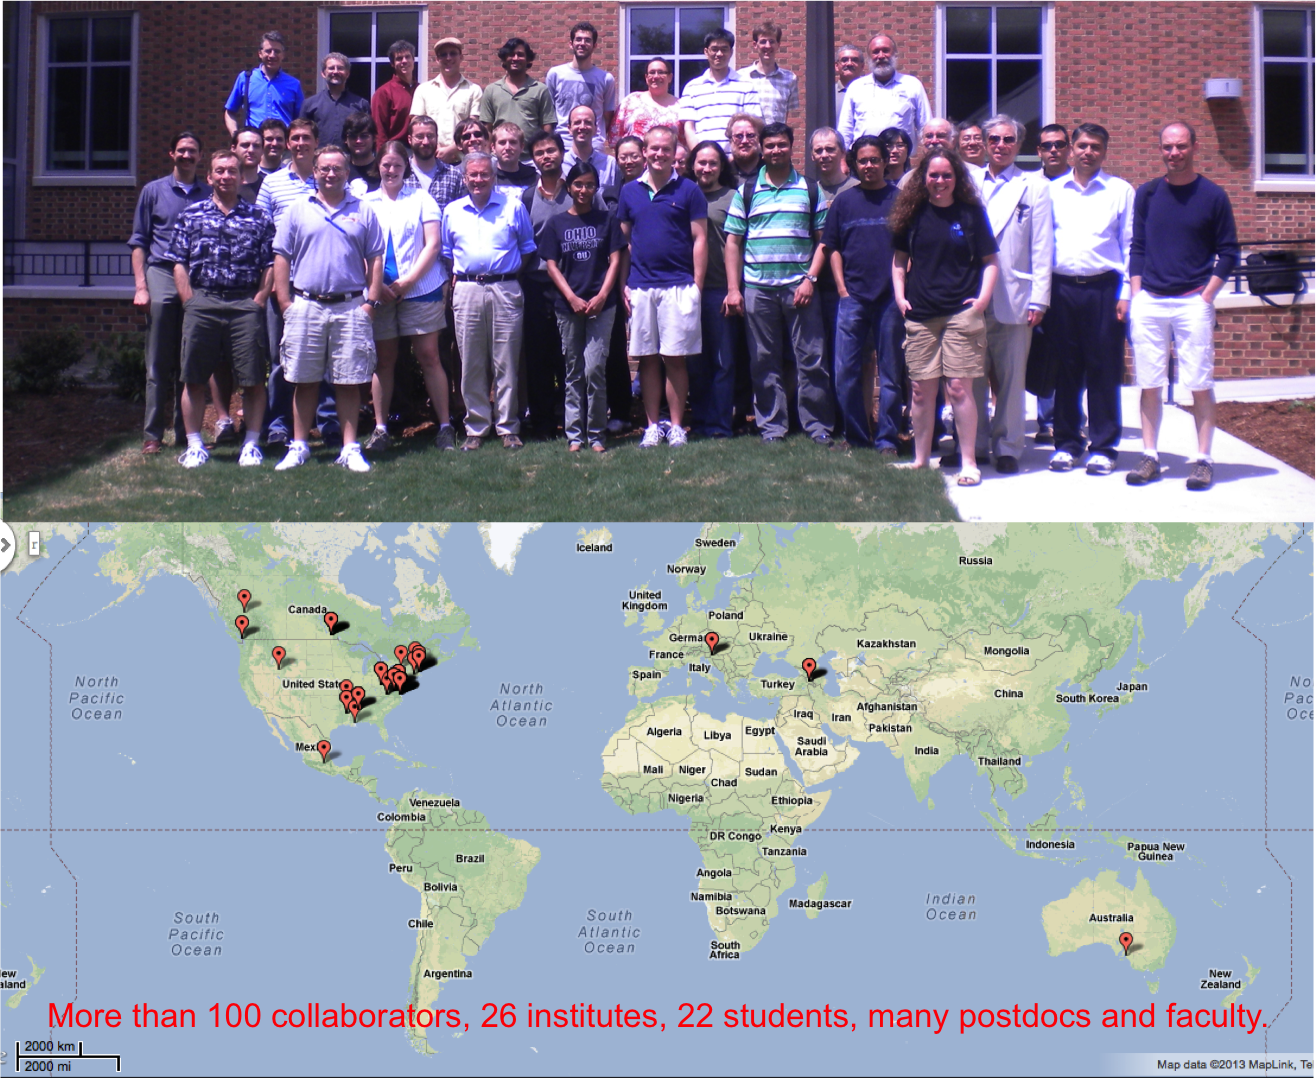 OHIO
OU
r
Iceland
Sweden
Norway
Russia
United
Kingdom
Poland
Canada
Germa
Ukraine
Kazakhstan
France
Mongolia
Italy
Spain
Turkey
United Stat
China
Japan
South Korea
North
Pacific
Ocean
North
Atlantic
Ocean
No
Pac
Oce
Afghanistan
Iraq
Iran
Pakistan
Algeria
Libya
Egypt
Saudi
Arabia
India
Mexi
Thailand
Mali
Niger
Sudan
Chad
Nigeria
Ethiopia
Venezuela
Colombia
Kenya
DR Congo
Tanzania
Indonesia
Papua New
Guinea
Brazil
Peru
Angola
Bolivia
Namibia
Botswana
Madagascar
Indian
Ocean
South
Pacific
Ocean
South
Atlantic
Ocean
Chile
Australia
South
Africa
Argentina
ew
aland
New
Zealand
More than 100 collaborators, 26 institutes, 22 students, many postdocs and faculty.
2000 km
2000 mi
Map data ©2013 MapLink, Te